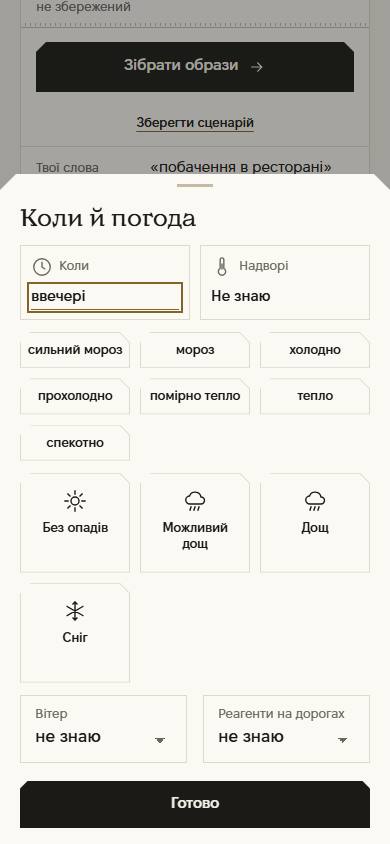 не збережений
Зібрати образи →
Зберегти сценарій
Твої слова «побачення в ресторані»
Коли й погода
Коли
Надворі
ввечері
Не знаю
сильний мороз
мороз
холодно
прохолодно
помірно тепло
тепло
спекотно
Без опадів
Можливий
дощ
Дощ
Сніг
Вітер
не знаю
Реагенти на дорогах
не знаю
Готово